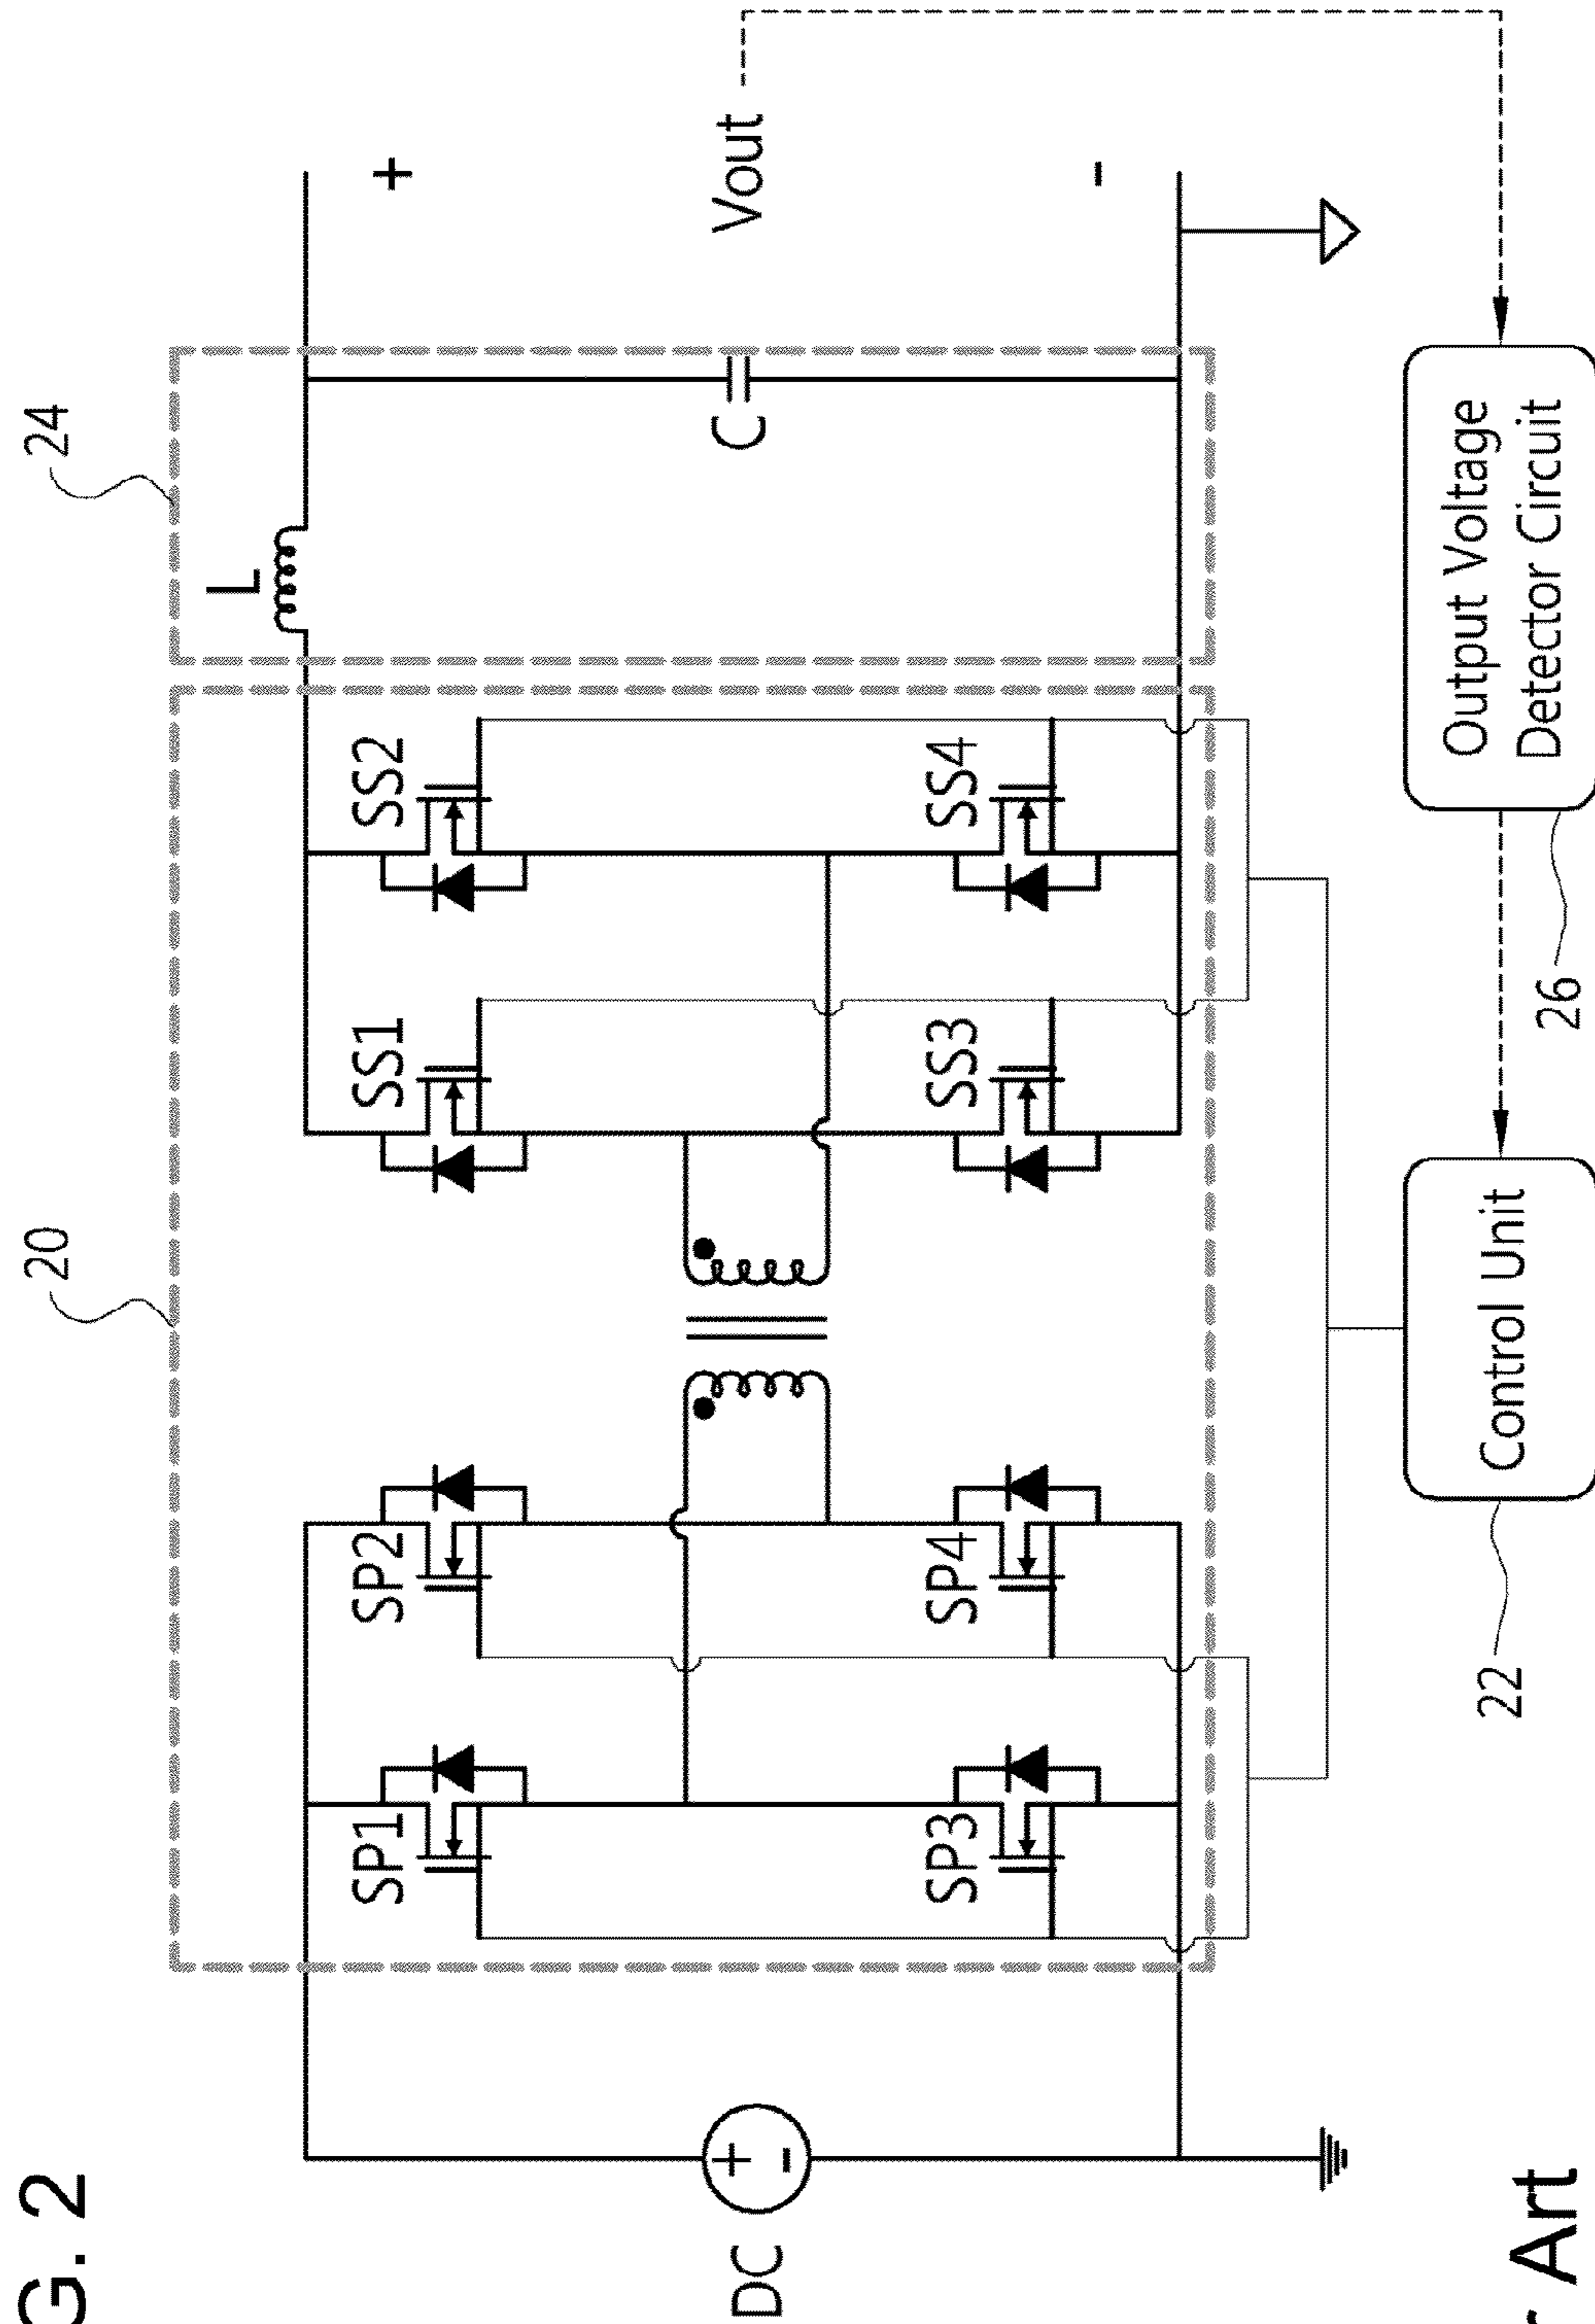 G. 2
20
24
L
SP1
SP2
SS1
SS2
+
DC
+
-
C
Vout
SP3
SP4
SS3
SS4
-
Control Unit
Output Voltage
Detector Circuit
22
26
Art